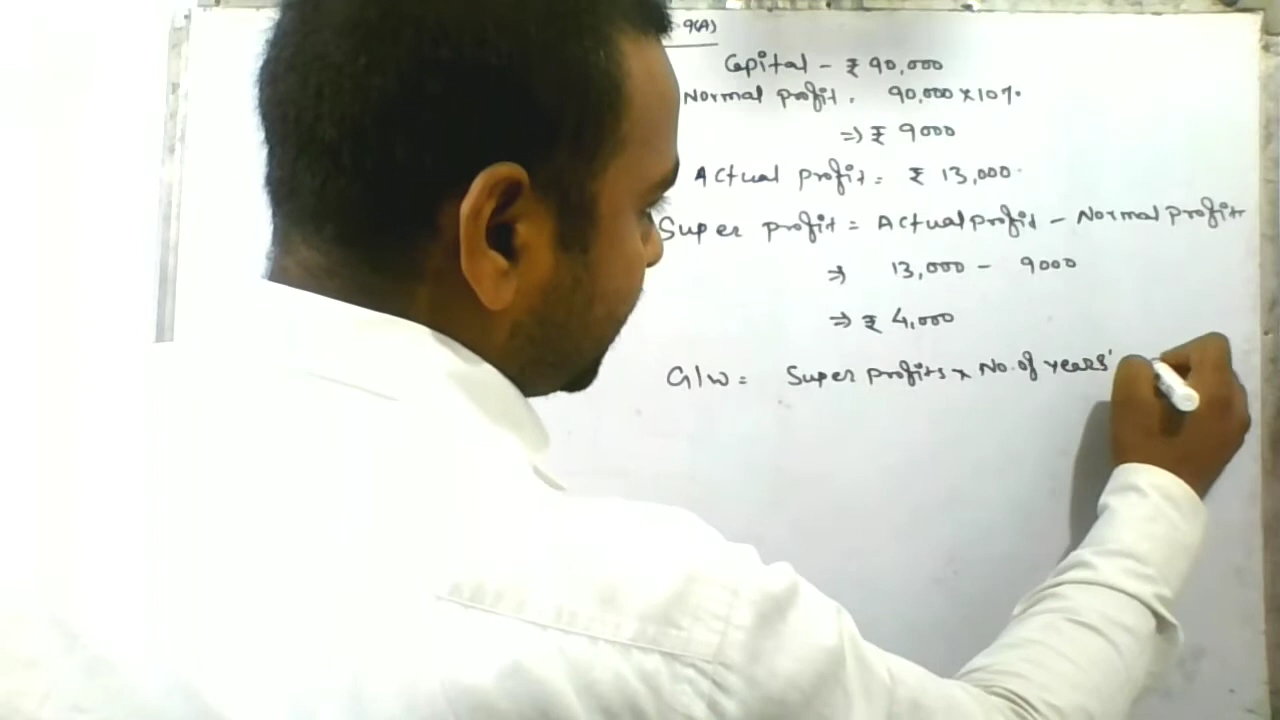 9(A)
Capital - ₹ 90,000
Normal profit. 90,000 x 10%
⇒ ₹ 9000
Actual profit = ₹ 13,000
Super profit = Actual profit - Normal profit
⇒ 13,000 - 9000
⇒ ₹ 4,000
G/W = Super profits x No. of years'